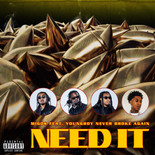 MIGOS FEAT. YOUNGBOY NEVER BROKE AGAIN
NEED IT
PARENTAL
ADVISORY
EXPLICIT CONTENT